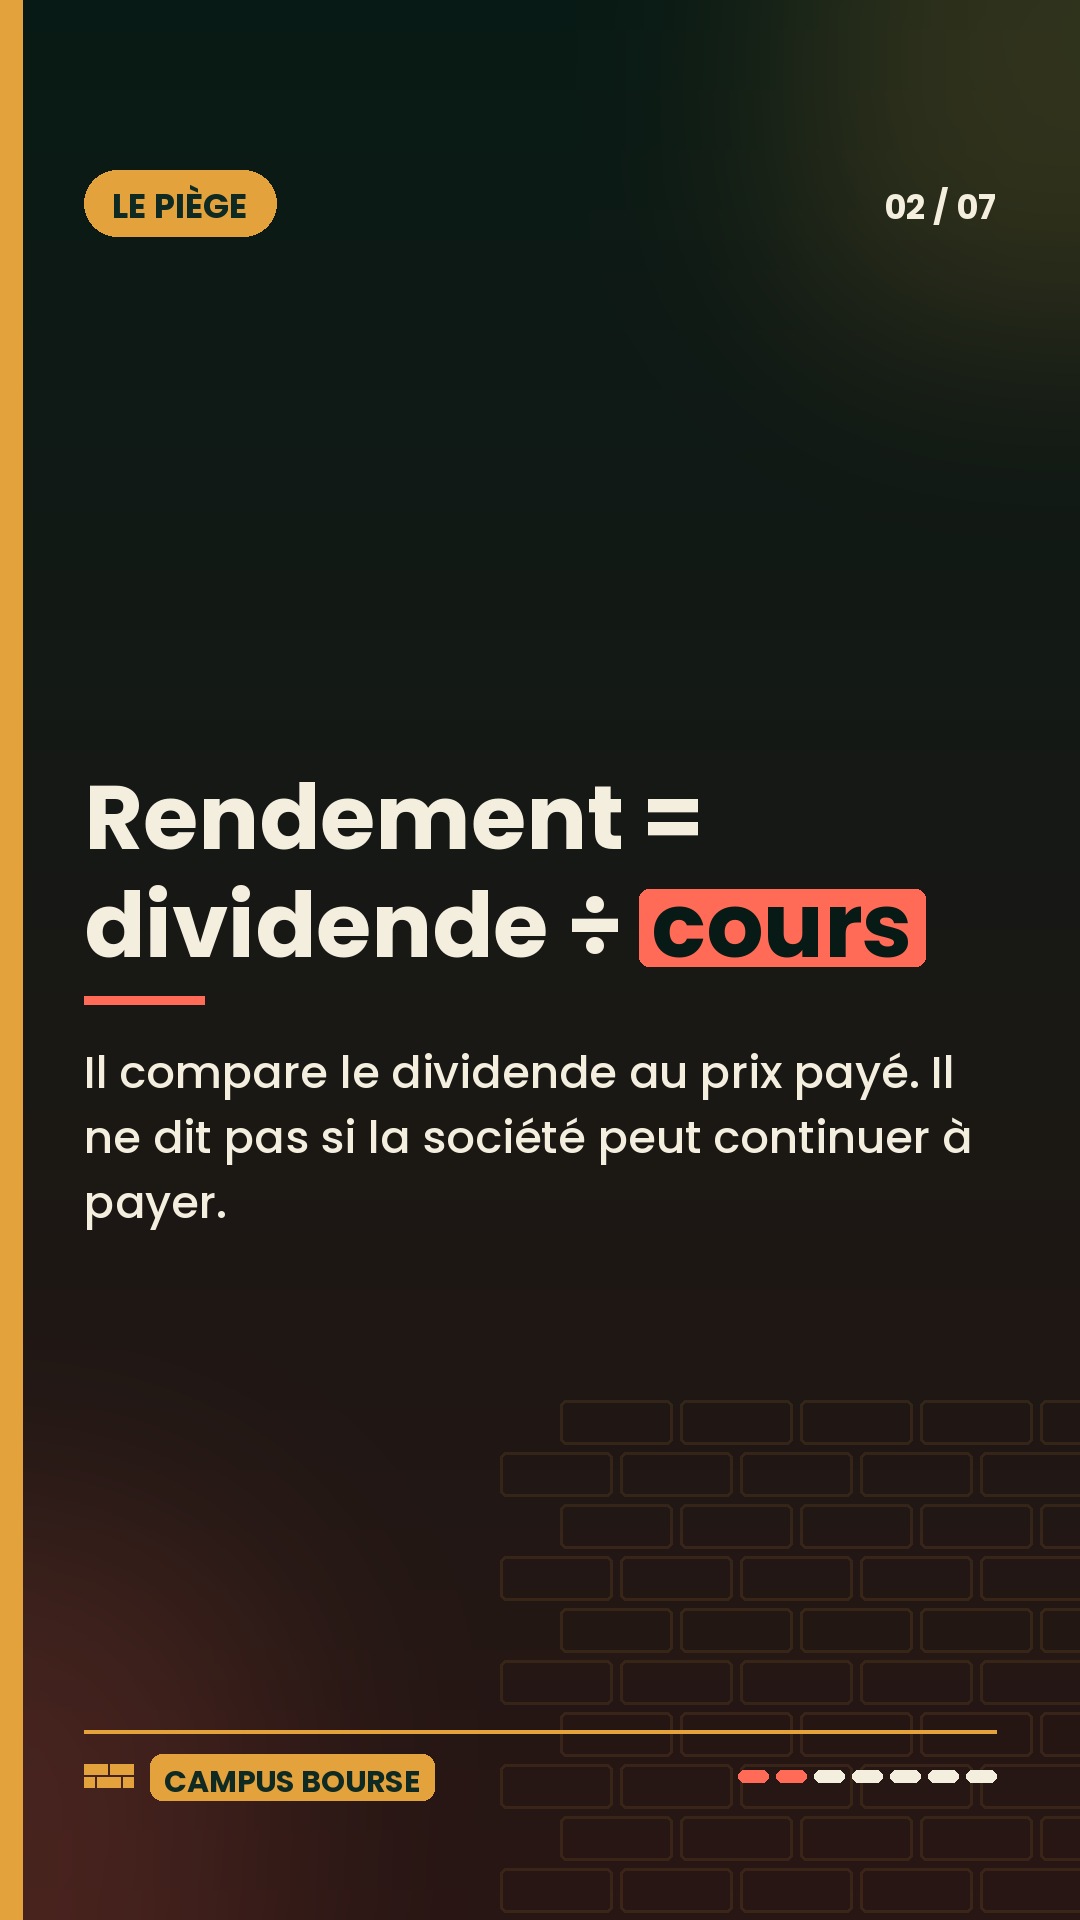 LE PIÈGE
02 / 07
Rendement =
dividende ÷ cours
Il compare le dividende au prix payé. Il
ne dit pas si la société peut continuer à
payer.
CAMPUS BOURSE